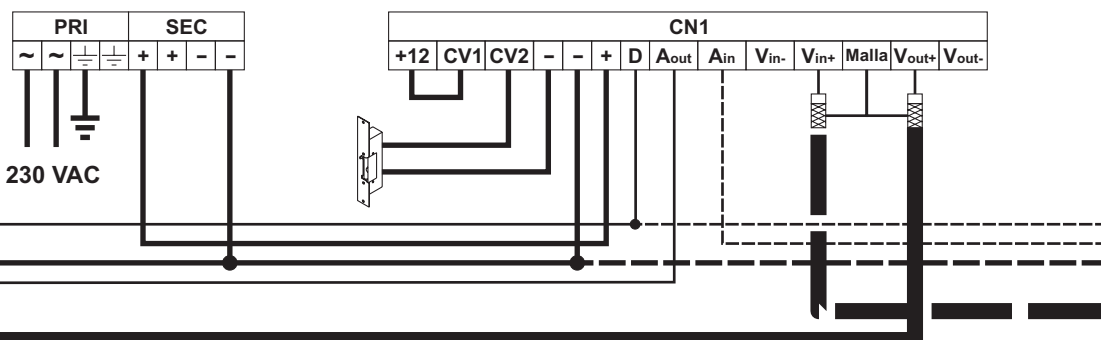 PRI SEC CN1
~ ~ + + – – +12 CV1 CV2 – – + D Aout Ain Vin- Vin+ Malla Vout+ Vout-
230 VAC